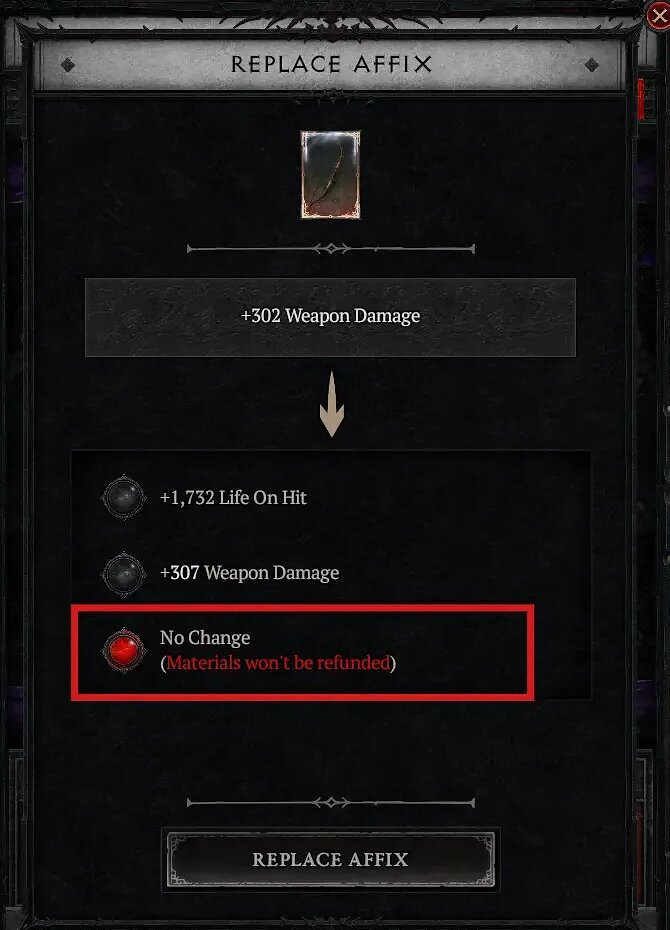 REPLACE AFFIX
+302 Weapon Damage
+1,732 Life On Hit
+307 Weapon Damage
No Change
(Materials won't be refunded)
REPLACE AFFIX